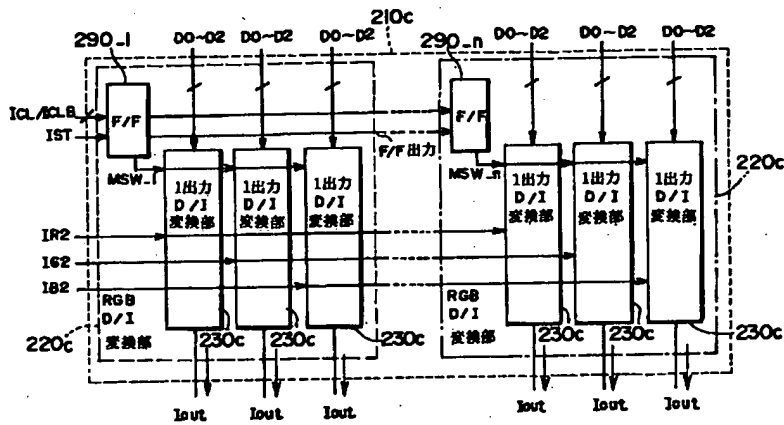 210c
290_1
D0~D2 D0~D2 D0~D2
290_n
D0~D2 D0~D2 D0~D2
ICL/ICLB
IST
F/F
F/F
F/F 出力
MSW_1
MSW_n
220c
1出力
D/I
変換部
1出力
D/I
変換部
1出力
D/I
変換部
1出力
D/I
変換部
1出力
D/I
変換部
1出力
D/I
変換部
IR2
IG2
IB2
RGB
D/I
変換部
RGB
D/I
変換部
220c
230c 230c 230c
230c 230c 230c
Iout Iout Iout
Iout Iout Iout